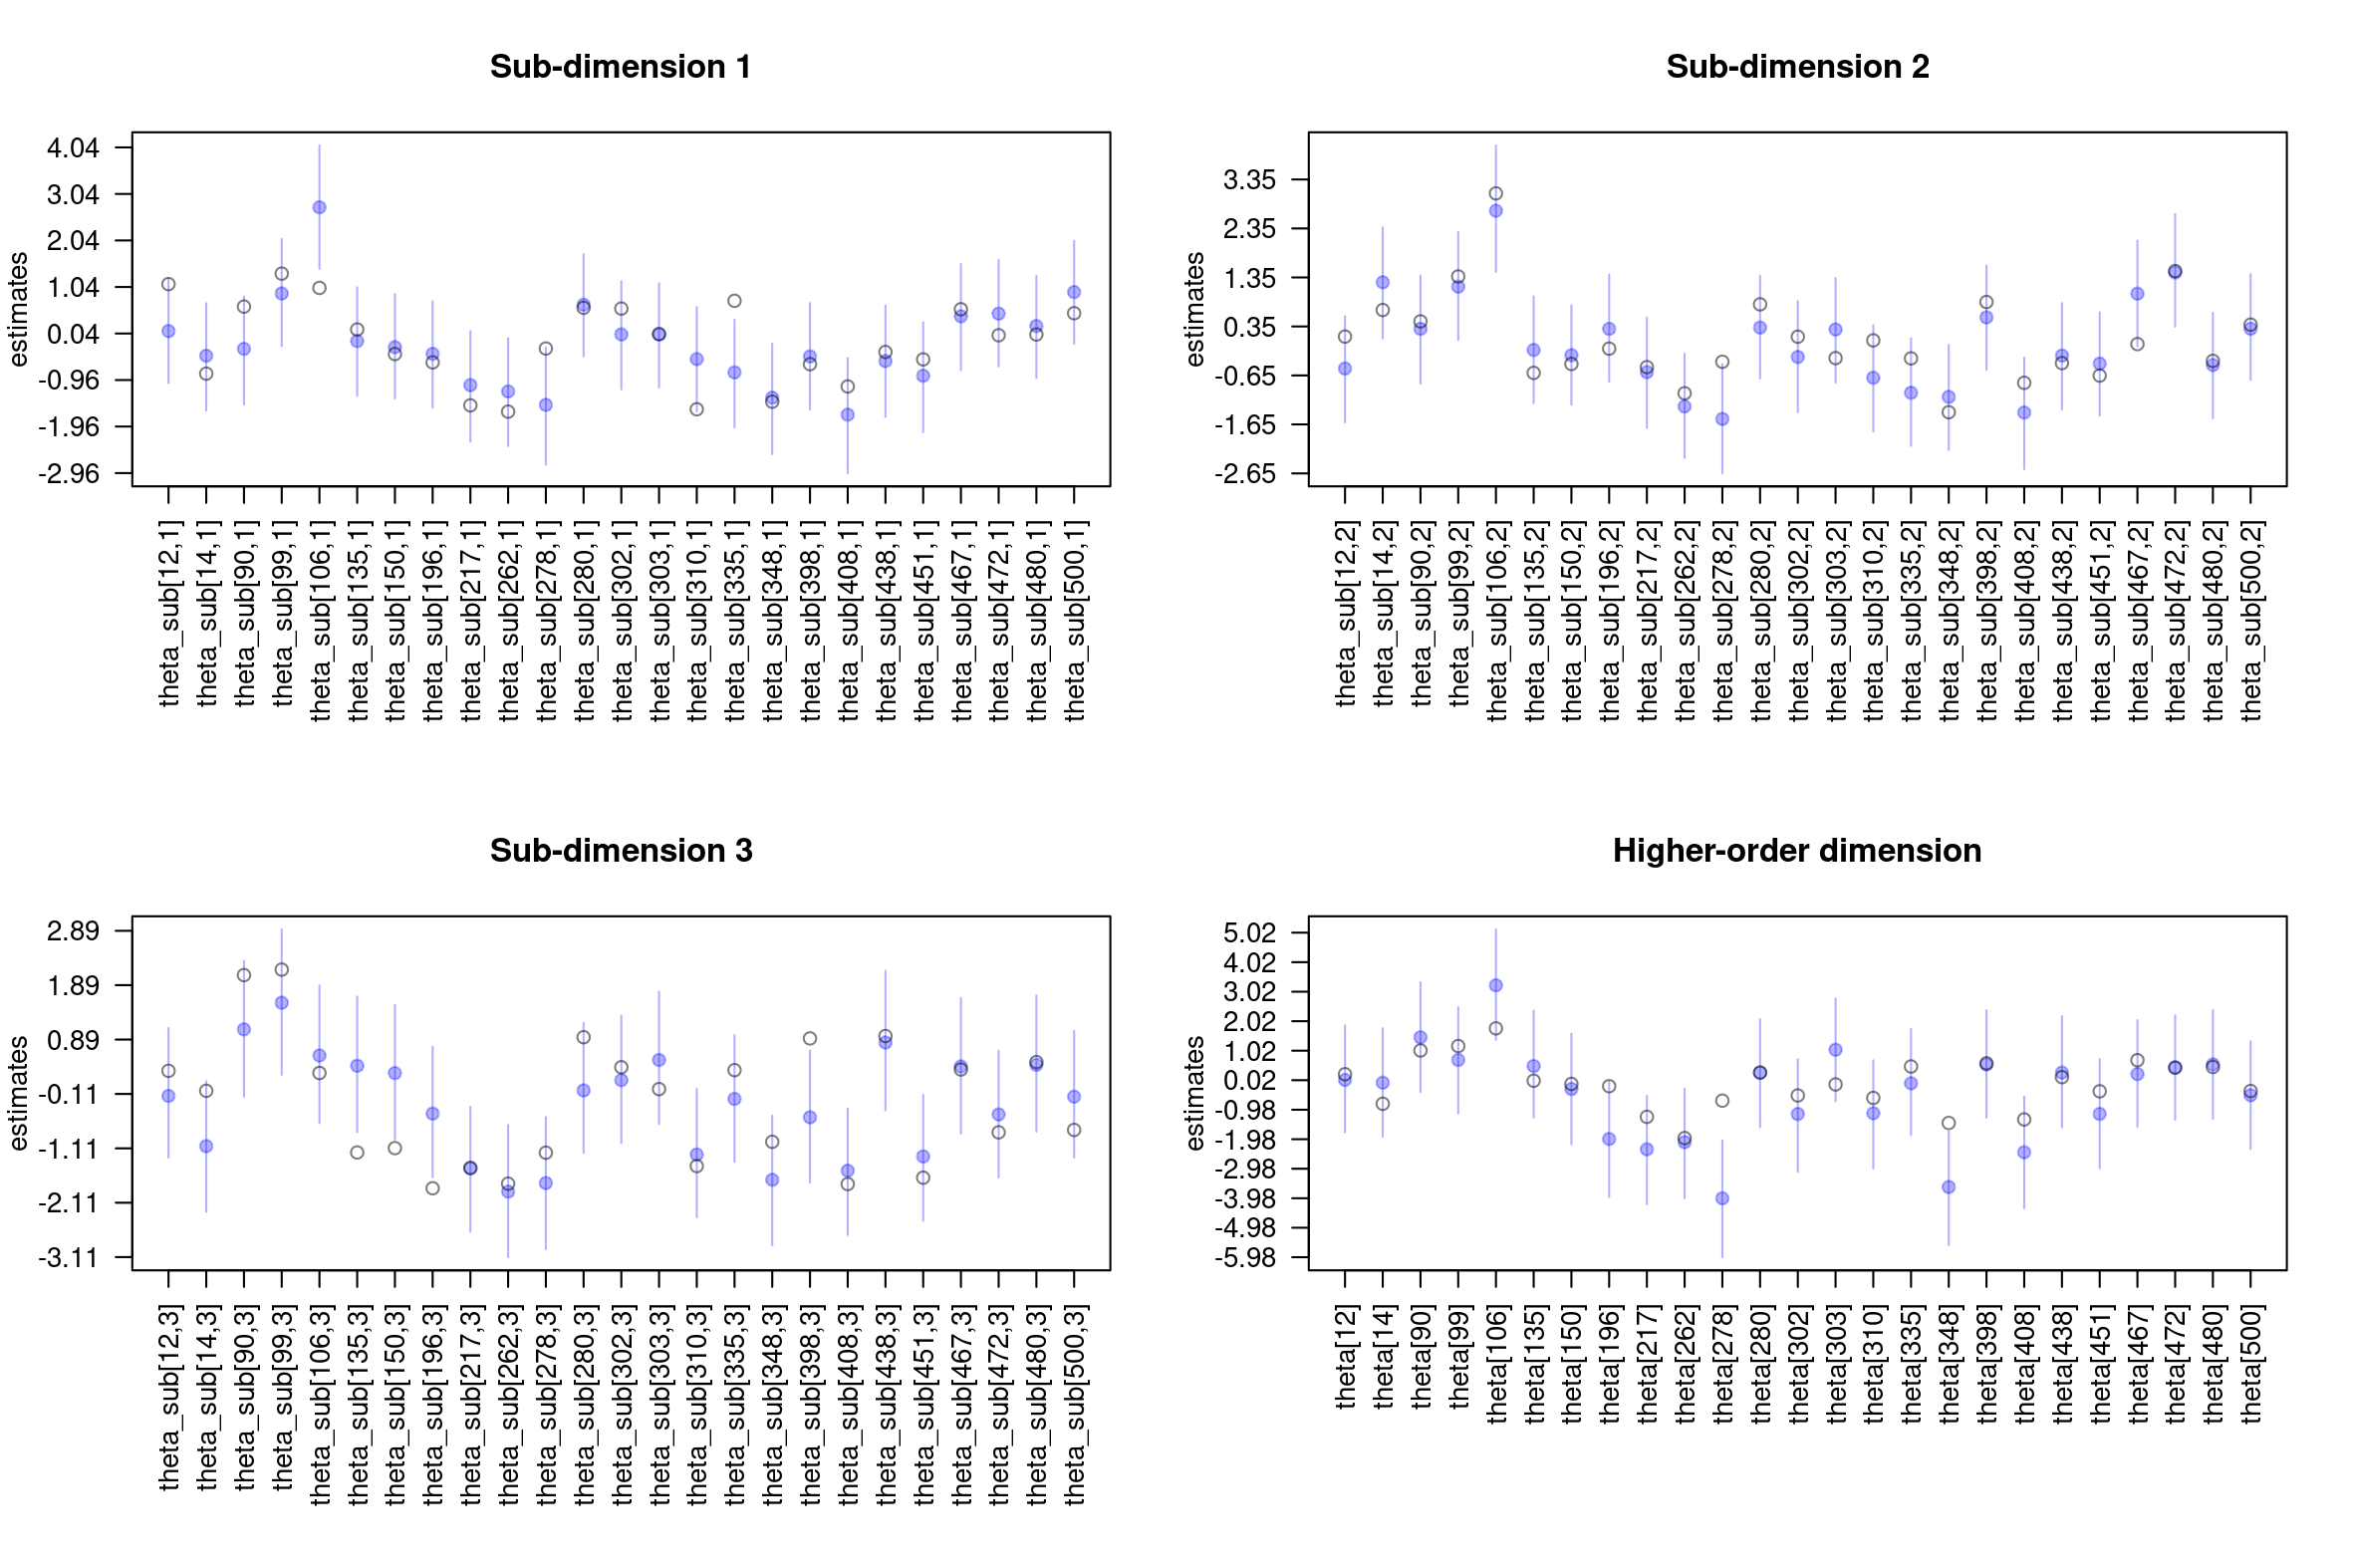 Sub-dimension 1
estimates
4.04
3.04
2.04
1.04
0.04
-0.96
-1.96
-2.96
theta_sub[12,1]
theta_sub[14,1]
theta_sub[90,1]
theta_sub[99,1]
theta_sub[106,1]
theta_sub[135,1]
theta_sub[150,1]
theta_sub[196,1]
theta_sub[217,1]
theta_sub[262,1]
theta_sub[278,1]
theta_sub[280,1]
theta_sub[302,1]
theta_sub[303,1]
theta_sub[310,1]
theta_sub[335,1]
theta_sub[348,1]
theta_sub[398,1]
theta_sub[408,1]
theta_sub[438,1]
theta_sub[451,1]
theta_sub[467,1]
theta_sub[472,1]
theta_sub[480,1]
theta_sub[500,1]
Sub-dimension 2
estimates
3.35
2.35
1.35
0.35
-0.65
-1.65
-2.65
theta_sub[12,2]
theta_sub[14,2]
theta_sub[90,2]
theta_sub[99,2]
theta_sub[106,2]
theta_sub[135,2]
theta_sub[150,2]
theta_sub[196,2]
theta_sub[217,2]
theta_sub[262,2]
theta_sub[278,2]
theta_sub[280,2]
theta_sub[302,2]
theta_sub[303,2]
theta_sub[310,2]
theta_sub[335,2]
theta_sub[348,2]
theta_sub[398,2]
theta_sub[408,2]
theta_sub[438,2]
theta_sub[451,2]
theta_sub[467,2]
theta_sub[472,2]
theta_sub[480,2]
theta_sub[500,2]
Sub-dimension 3
estimates
2.89
1.89
0.89
-0.11
-1.11
-2.11
-3.11
theta_sub[12,3]
theta_sub[14,3]
theta_sub[90,3]
theta_sub[99,3]
theta_sub[106,3]
theta_sub[135,3]
theta_sub[150,3]
theta_sub[196,3]
theta_sub[217,3]
theta_sub[262,3]
theta_sub[278,3]
theta_sub[280,3]
theta_sub[302,3]
theta_sub[303,3]
theta_sub[310,3]
theta_sub[335,3]
theta_sub[348,3]
theta_sub[398,3]
theta_sub[408,3]
theta_sub[438,3]
theta_sub[451,3]
theta_sub[467,3]
theta_sub[472,3]
theta_sub[480,3]
theta_sub[500,3]
Higher-order dimension
estimates
5.02
4.02
3.02
2.02
1.02
0.02
-0.98
-1.98
-2.98
-3.98
-4.98
-5.98
theta[12]
theta[14]
theta[90]
theta[99]
theta[106]
theta[135]
theta[150]
theta[196]
theta[217]
theta[262]
theta[278]
theta[280]
theta[302]
theta[303]
theta[310]
theta[335]
theta[348]
theta[398]
theta[408]
theta[438]
theta[451]
theta[467]
theta[472]
theta[480]
theta[500]